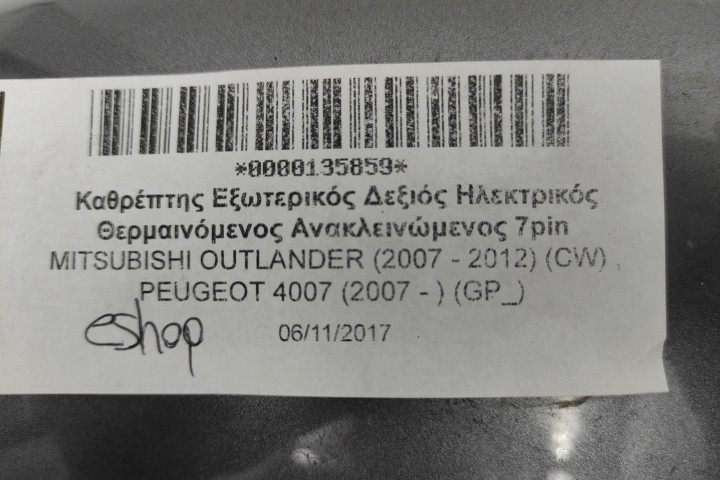 *0000135859*
Καθρέπτης Εξωτερικός Δεξιός Ηλεκτρικός
Θερμαινόμενος Ανακλεινώμενος 7pin
MITSUBISHI OUTLANDER (2007 - 2012) (CW) ,
PEUGEOT 4007 (2007 - ) (GP_)
eshop 06/11/2017